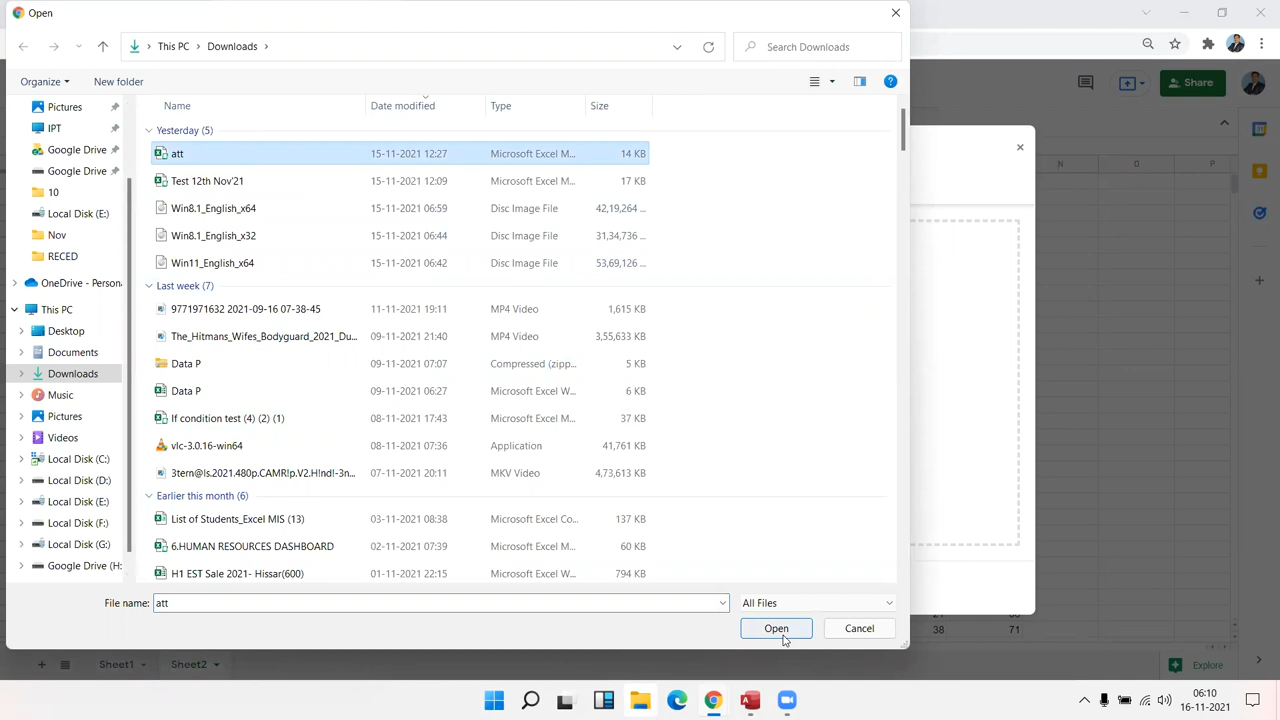 Open
This PC
Downloads
Search Downloads
Organize
New folder
Share
Name
Date modified
Type
Size
Pictures
IPT
Google Drive
Google Drive
10
Local Disk (E:)
Nov
RECED
OneDrive - Persona
This PC
Desktop
Documents
Downloads
Music
Pictures
Videos
Local Disk (C:)
Local Disk (D:)
Local Disk (E:)
Local Disk (F:)
Local Disk (G:)
Google Drive (H:
Yesterday (5)
att 15-11-2021 12:27 Microsoft Excel M... 14 KB
Test 12th Nov'21 15-11-2021 12:09 Microsoft Excel M... 17 KB
Win8.1_English_x64 15-11-2021 06:59 Disc Image File 42,19,264 ...
Win8.1_English_x32 15-11-2021 06:44 Disc Image File 31,34,736 ...
Win11_English_x64 15-11-2021 06:42 Disc Image File 53,69,126 ...
Last week (7)
9771971632 2021-09-16 07-38-45 11-11-2021 19:11 MP4 Video 1,615 KB
The_Hitmans_Wifes_Bodyguard_2021_Du... 09-11-2021 21:40 MP4 Video 3,55,633 KB
Data P 09-11-2021 07:07 Compressed (zipp... 5 KB
Data P 09-11-2021 06:27 Microsoft Excel W... 6 KB
If condition test (4) (2) (1) 08-11-2021 17:43 Microsoft Excel M... 37 KB
vlc-3.0.16-win64 08-11-2021 07:36 Application 41,761 KB
3tern@ls.2021.480p.CAMR!p.V2.H!nd!-3n... 07-11-2021 20:11 MKV Video 4,73,613 KB
Earlier this month (6)
List of Students_Excel MIS (13) 03-11-2021 08:38 Microsoft Excel Co... 137 KB
6.HUMAN RESOURCES DASHBOARD 02-11-2021 07:39 Microsoft Excel M... 60 KB
H1 EST Sale 2021- Hissar(600) 01-11-2021 22:15 Microsoft Excel W... 794 KB
File name: att
All Files
Open
Cancel
N O P
38 71
Sheet1
Sheet2
Explore
06:10
16-11-2021